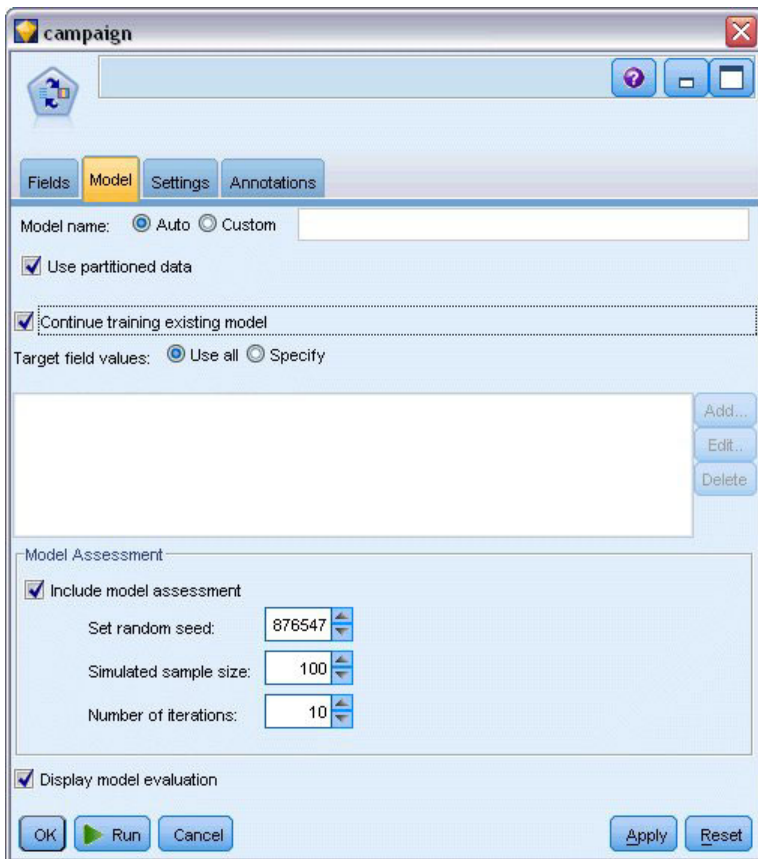 campaign
Fields Model Settings Annotations
Model name: Auto Custom
Use partitioned data
Continue training existing model
Target field values: Use all Specify
Add...
Edit..
Delete
Model Assessment
Include model assessment
Set random seed: 876547
Simulated sample size: 100
Number of iterations: 10
Display model evaluation
OK Run Cancel Apply Reset